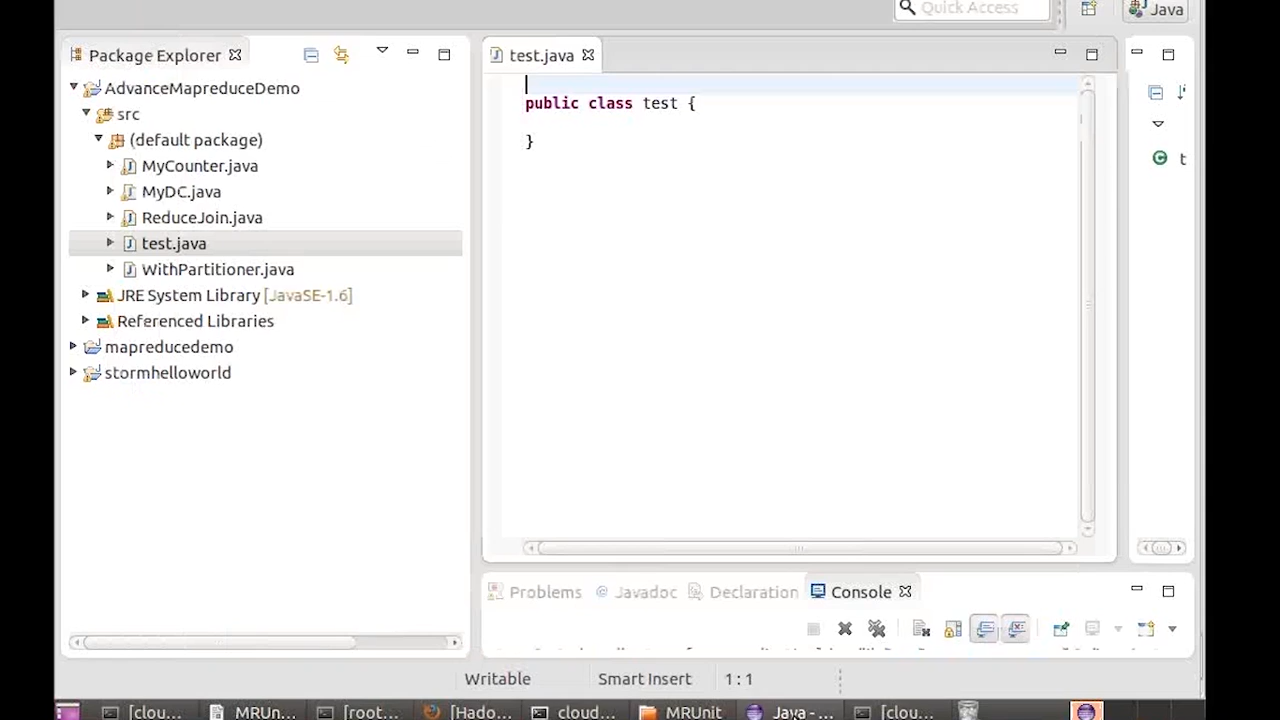 Quick Access
Java
Package Explorer
AdvanceMapreduceDemo
src
(default package)
MyCounter.java
MyDC.java
ReduceJoin.java
test.java
WithPartitioner.java
JRE System Library [JavaSE-1.6]
Referenced Libraries
mapreducedemo
stormhelloworld
test.java
public class test {
}
t
Problems
@ Javadoc
Declaration
Console
Writable
Smart Insert
1 : 1
[clou...
MRUn...
[root...
[Hado...
cloud...
MRUnit
Java - ...
[clou...